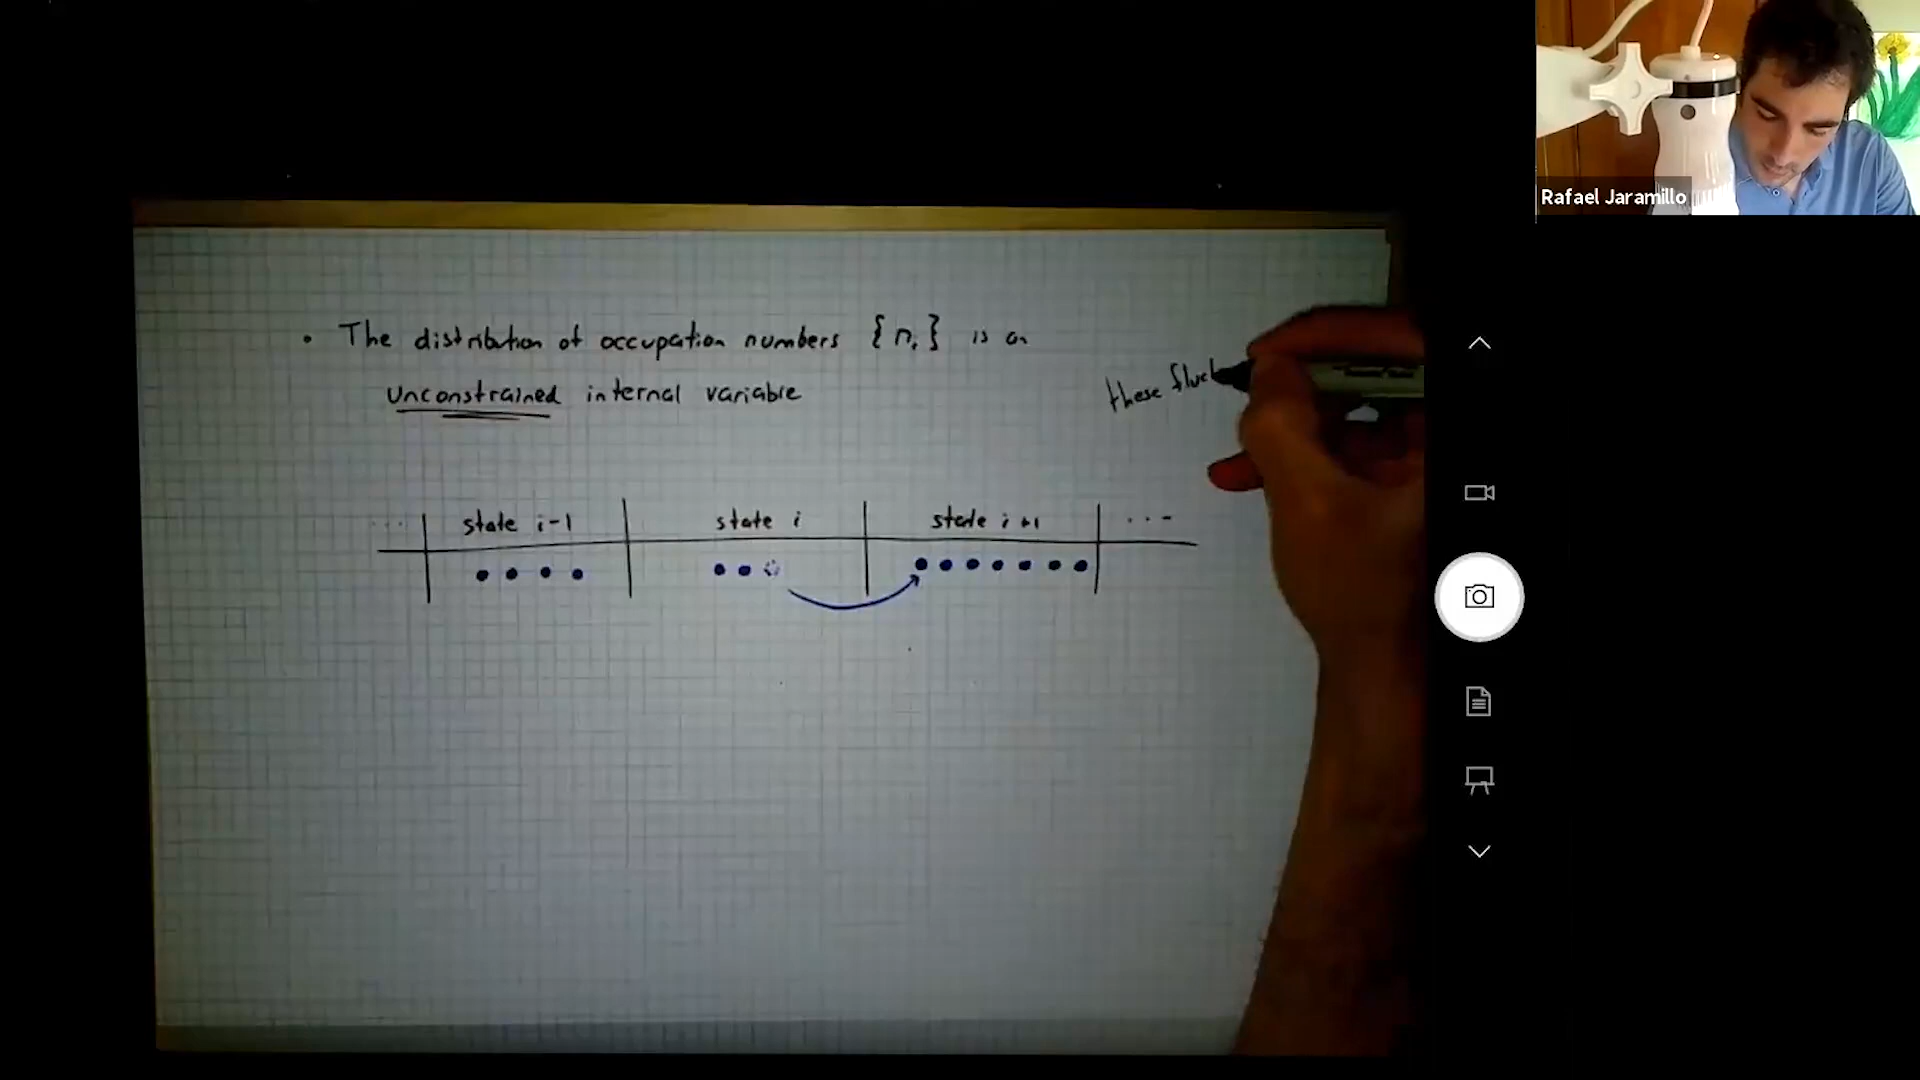 Rafael Jaramillo
• The distribution of occupation numbers {nᵢ} is an
unconstrained internal variable
these fluct
... state i-1 state i state i+1 ...